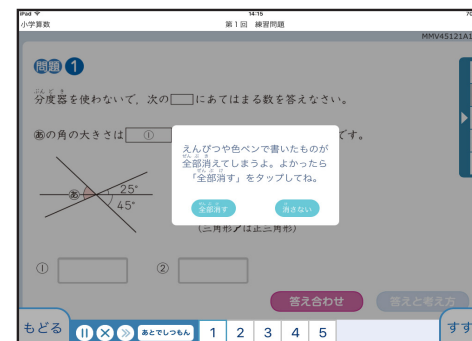 iPad
14:15
小学算数
第1回 練習問題
MMV45121A1
問題 1
分度器を使わないで、次の□にあてはまる数を答えなさい。
あの角の大きさは ① です。
えんぴつや色ペンで書いたものが
全部消えてしまうよ。よかったら
「全部消す」をタップしてね。
全部消す 消さない
あ 25°
45°
(三角形アは正三角形)
① ②
答え合わせ 答えと考え方
もどる あとでしつもん 1 2 3 4 5 すす